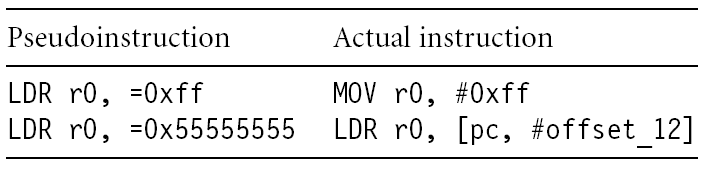 Pseudoinstruction Actual instruction
LDR r0, =0xff MOV r0, #0xff
LDR r0, =0x55555555 LDR r0, [pc, #offset_12]